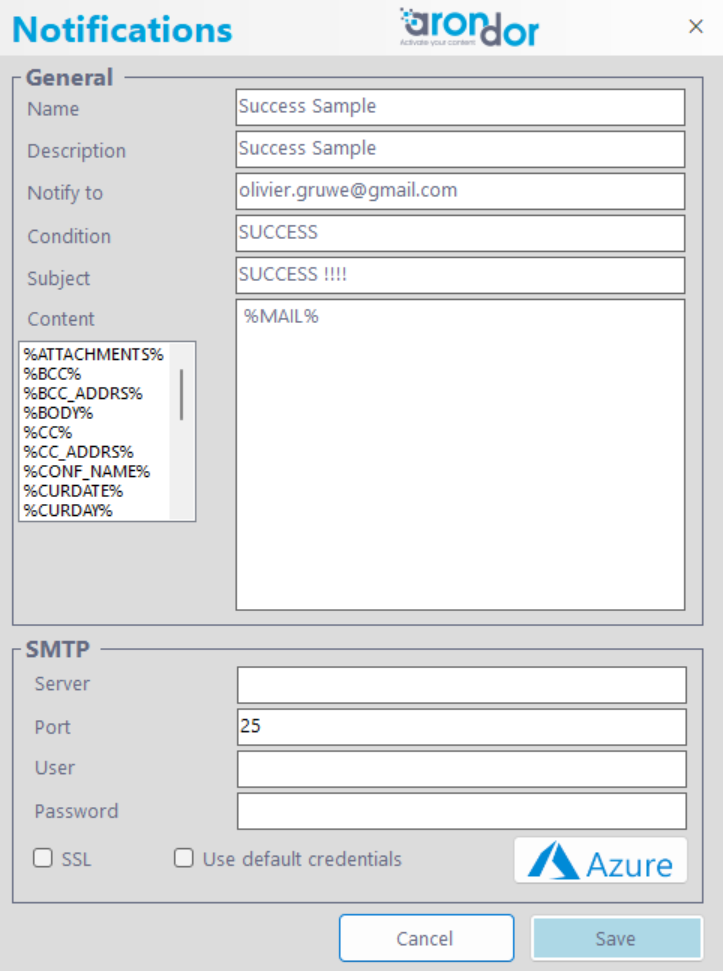 Notifications
arondor
Activate your content
×
General
Name
Success Sample
Description
Success Sample
Notify to
olivier.gruwe@gmail.com
Condition
SUCCESS
Subject
SUCCESS !!!!
Content
%MAIL%
%ATTACHMENTS%
%BCC%
%BCC_ADDRS%
%BODY%
%CC%
%CC_ADDRS%
%CONF_NAME%
%CURDATE%
%CURDAY%
SMTP
Server
Port
25
User
Password
SSL
Use default credentials
Azure
Cancel
Save